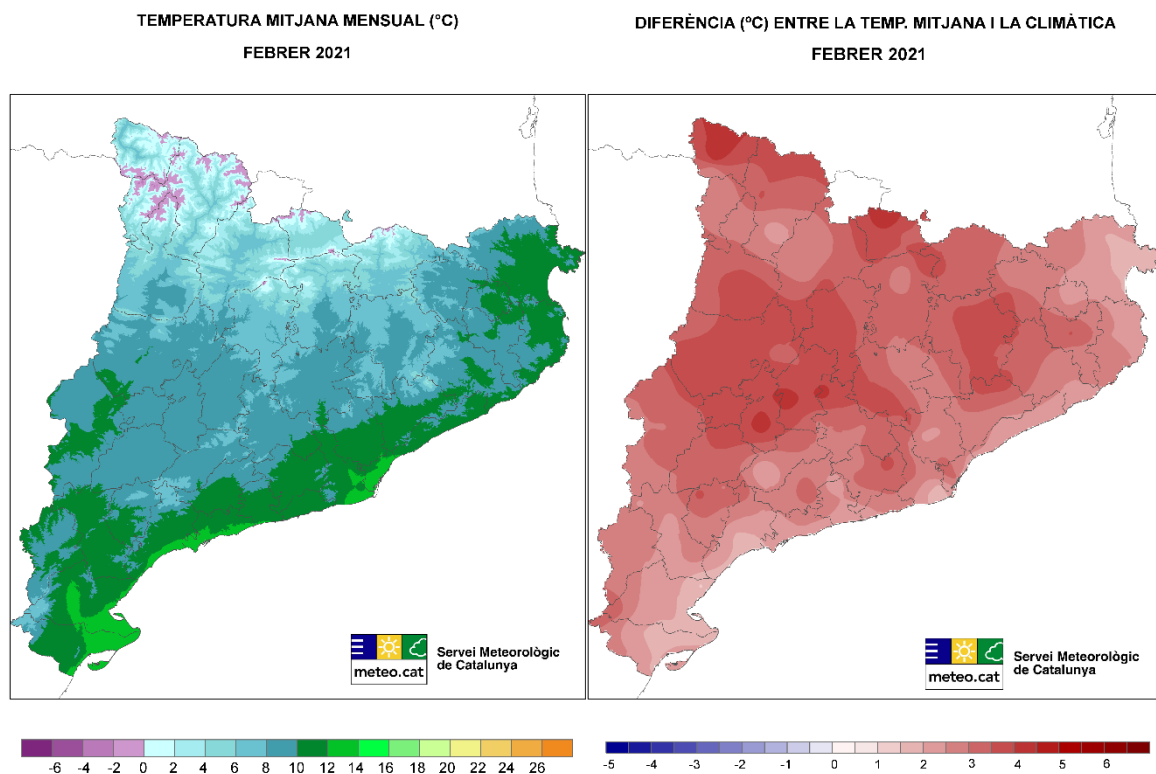 TEMPERATURA MITJANA MENSUAL (°C)
FEBRER 2021
DIFERÈNCIA (ºC) ENTRE LA TEMP. MITJANA I LA CLIMÀTICA
FEBRER 2021
meteo.cat
Servei Meteorològic
de Catalunya
meteo.cat
Servei Meteorològic
de Catalunya
-6 -4 -2 0 2 4 6 8 10 12 14 16 18 20 22 24 26
-5 -4 -3 -2 -1 0 1 2 3 4 5 6